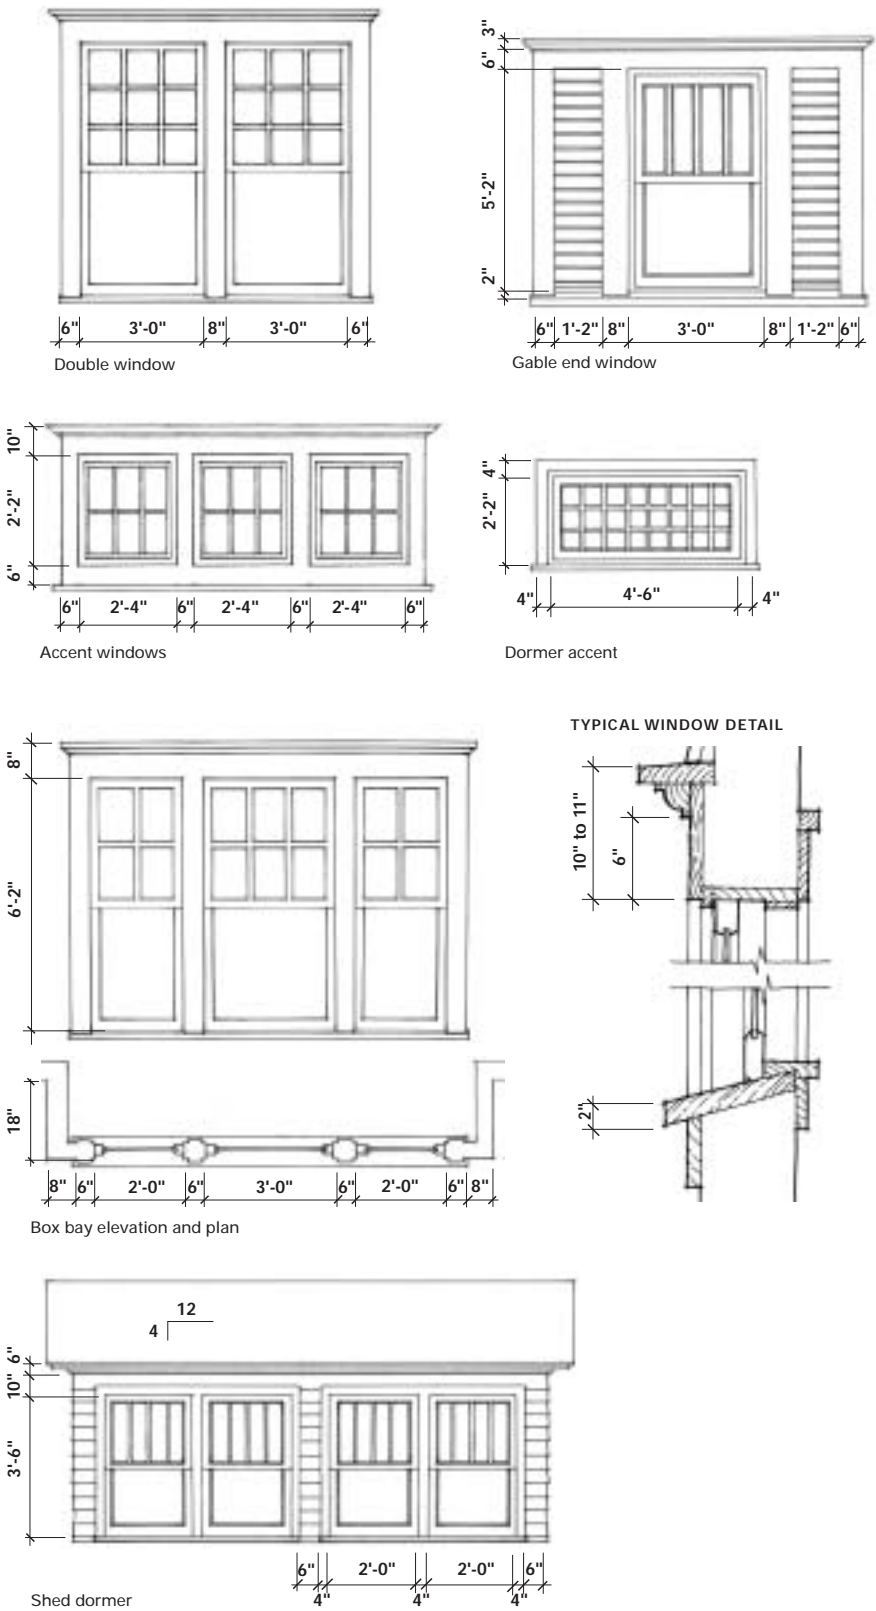 3"
6"
5'-2"
2"
6" 3'-0" 8" 3'-0" 6"
Double window
6" 1'-2" 8" 3'-0" 8" 1'-2" 6"
Gable end window
10"
2'-2"
6"
6" 2'-4" 6" 2'-4" 6" 2'-4" 6"
Accent windows
4"
2'-2"
4" 4'-6" 4"
Dormer accent
8"
6'-2"
18"
8" 6" 2'-0" 6" 3'-0" 6" 2'-0" 6" 8"
Box bay elevation and plan
TYPICAL WINDOW DETAIL
10" to 11"
6"
2"
12
4
6"
10"
3'-6"
6" 2'-0" 2'-0" 6"
4" 4" 4"
Shed dormer